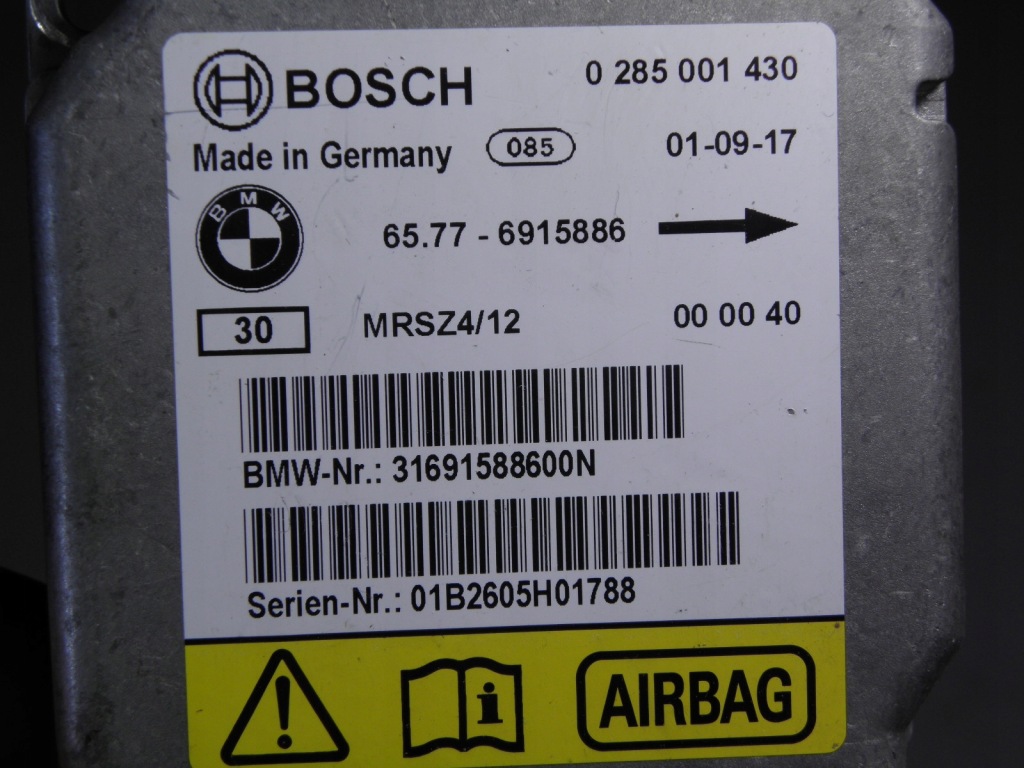 BOSCH 0 285 001 430
Made in Germany 085 01-09-17
BMW
65.77 - 6915886
30 MRSZ4/12 00 00 40
BMW-Nr.: 31691588600N
Serien-Nr.: 01B2605H01788
AIRBAG